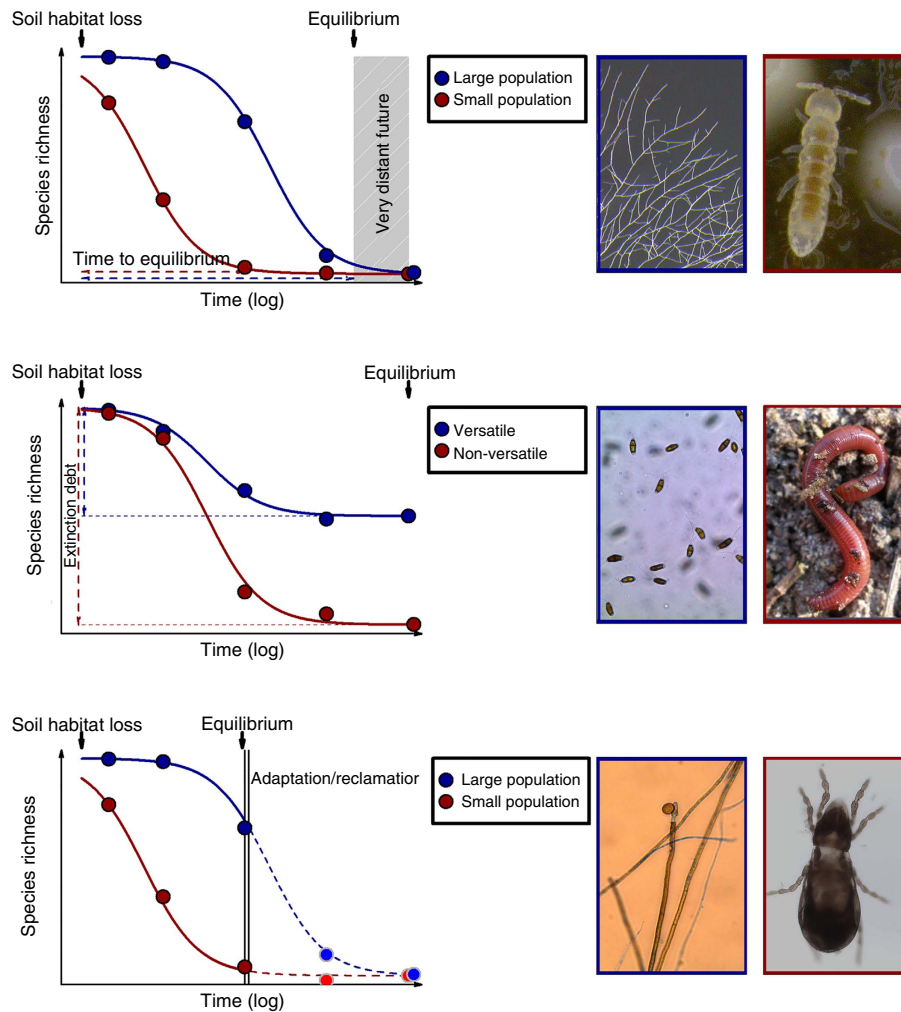 Soil habitat loss
Equilibrium
Species richness
Very distant future
Time to equilibrium
Time (log)
Large population
Small population
Soil habitat loss
Equilibrium
Species richness
Extinction debt
Time (log)
Versatile
Non-versatile
Soil habitat loss
Equilibrium
Species richness
Adaptation/reclamatior
Time (log)
Large population
Small population